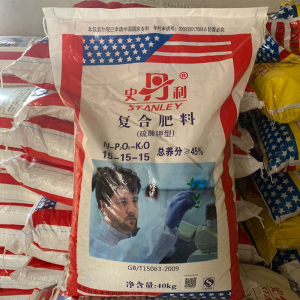 史丹利®
STANLEY
复合肥料
(硫酸钾型)
N-P₂O₅-K₂O
15-15-15 总养分≥45%
GB/T15063-2009
净含量:40kg